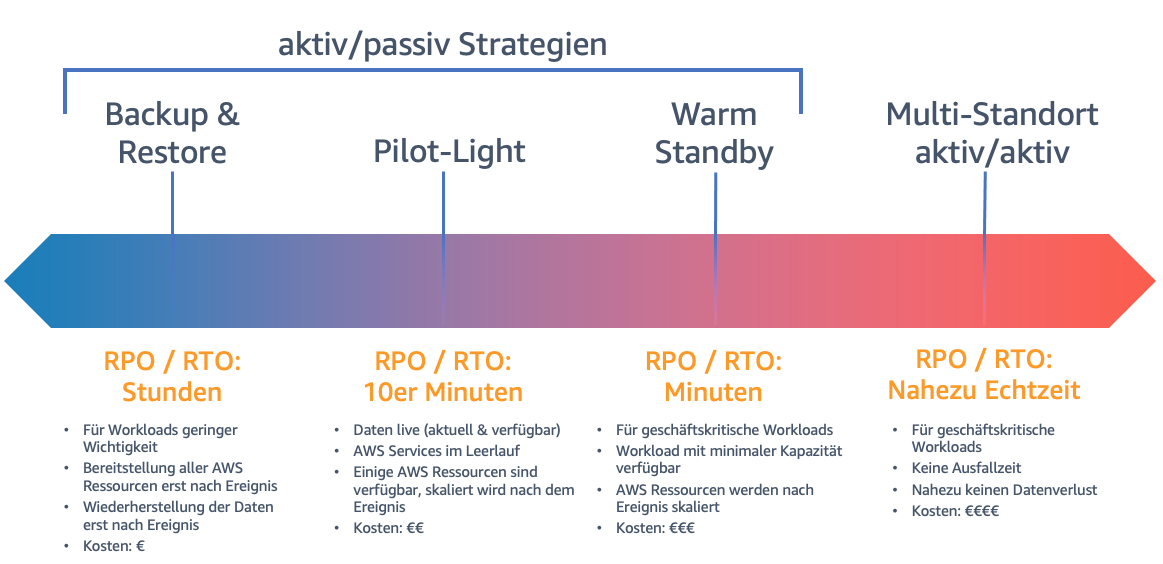 aktiv/passiv Strategien
Backup &
Restore
Pilot-Light
Warm
Standby
Multi-Standort
aktiv/aktiv
RPO / RTO:
Stunden
• Für Workloads geringer
Wichtigkeit
• Bereitstellung aller AWS
Ressourcen erst nach Ereignis
• Wiederherstellung der Daten
erst nach Ereignis
• Kosten: €
RPO / RTO:
10er Minuten
• Daten live (aktuell & verfügbar)
• AWS Services im Leerlauf
• Einige AWS Ressourcen sind
verfügbar, skaliert wird nach dem
Ereignis
• Kosten: €€
RPO / RTO:
Minuten
• Für geschäftskritische Workloads
• Workload mit minimaler Kapazität
verfügbar
• AWS Ressourcen werden nach
Ereignis skaliert
• Kosten: €€€
RPO / RTO:
Nahezu Echtzeit
• Für geschäftskritische
Workloads
• Keine Ausfallzeit
• Nahezu keinen Datenverlust
• Kosten: €€€€